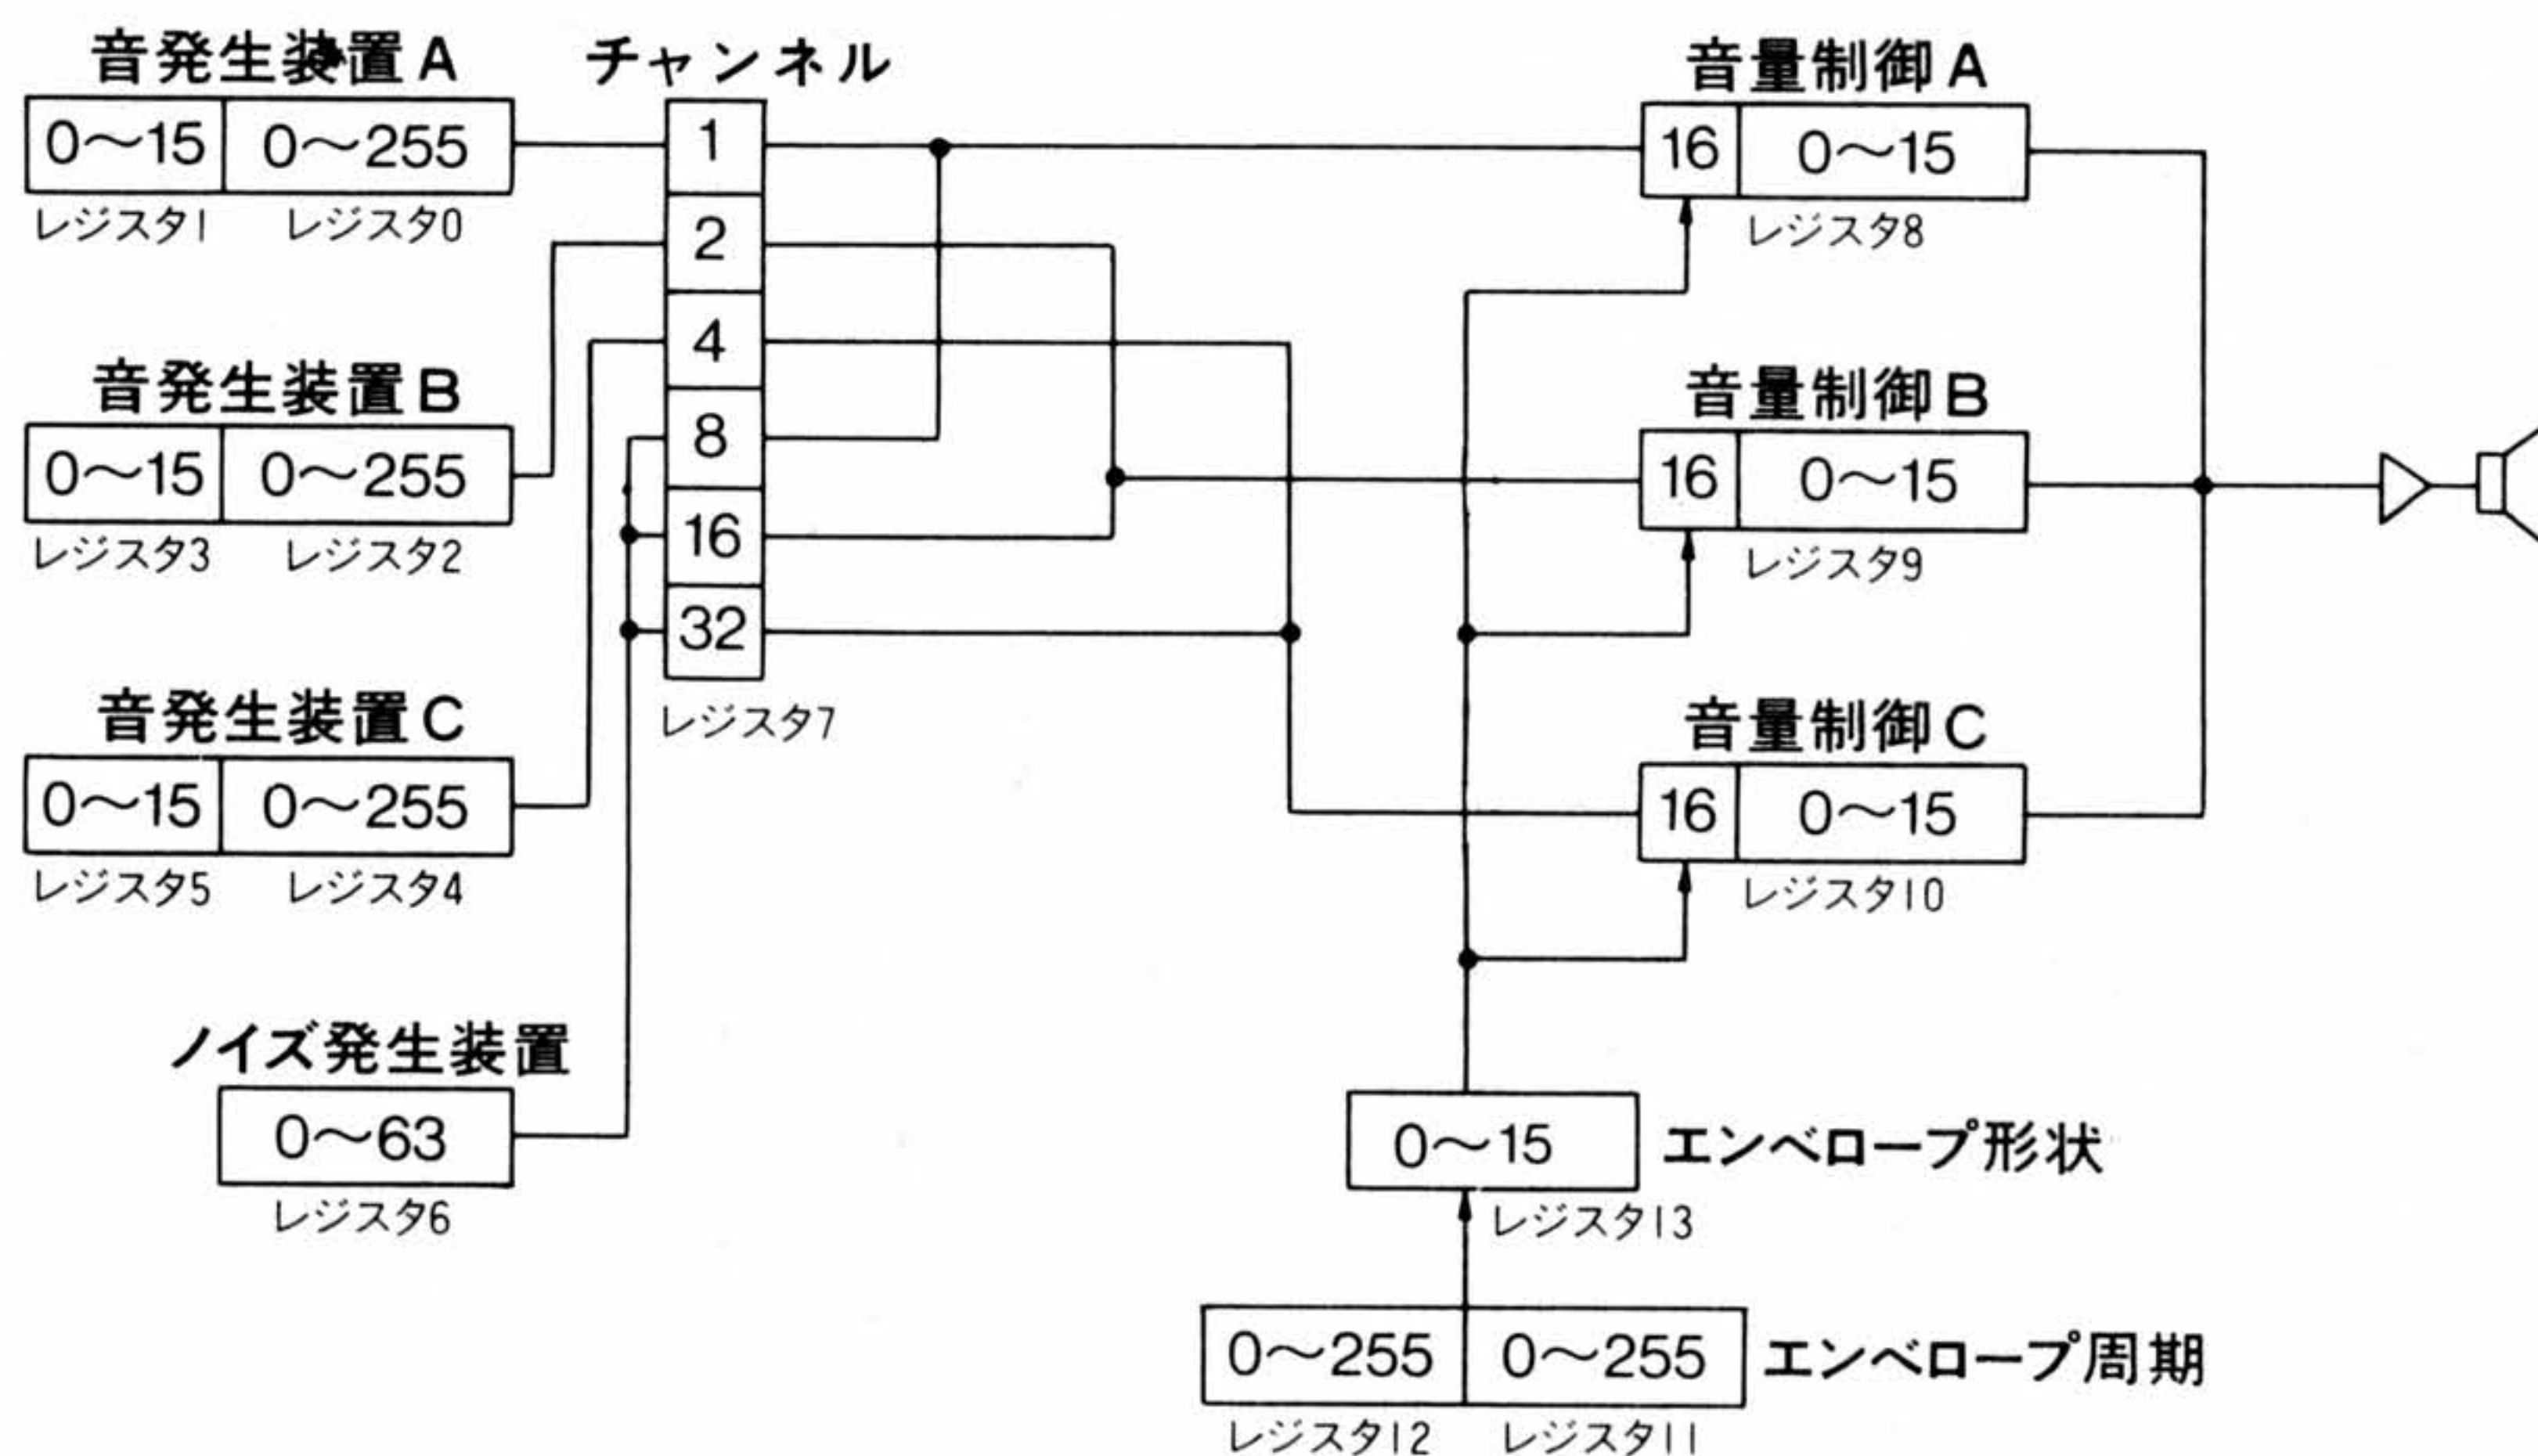 音発生装置A
0〜15 0〜255
レジスタ1 レジスタ0
音発生装置B
0〜15 0〜255
レジスタ3 レジスタ2
音発生装置C
0〜15 0〜255
レジスタ5 レジスタ4
ノイズ発生装置
0〜63
レジスタ6
チャンネル
1
2
4
8
16
32
レジスタ7
音量制御A
16 0〜15
レジスタ8
音量制御B
16 0〜15
レジスタ9
音量制御C
16 0〜15
レジスタ10
0〜15 エンベロープ形状
レジスタ13
0〜255 0〜255 エンベロープ周期
レジスタ12 レジスタ11